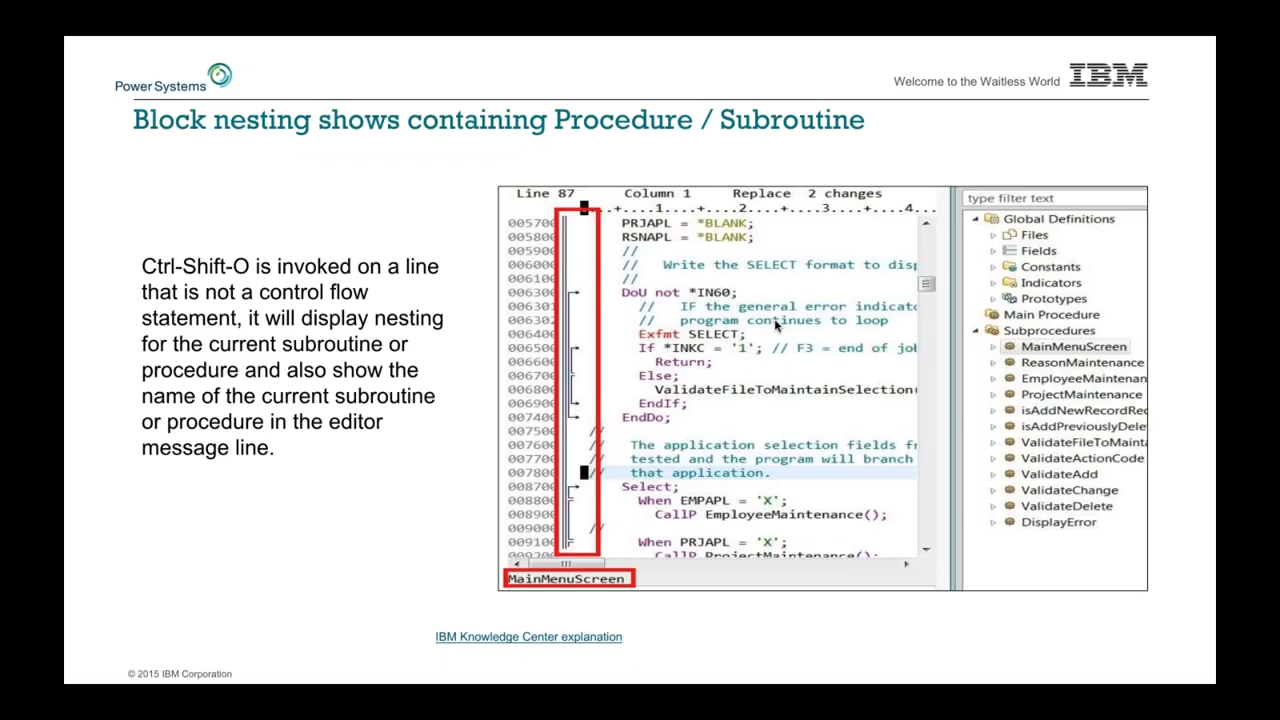 Power Systems
Welcome to the Waitless World
IBM
Block nesting shows containing Procedure / Subroutine
Ctrl-Shift-O is invoked on a line
that is not a control flow
statement, it will display nesting
for the current subroutine or
procedure and also show the
name of the current subroutine
or procedure in the editor
message line.
Line 87 Column 1 Replace 2 changes
...+....1....+....2....+....3....+....4...
005700 PRJAPL = *BLANK;
005800 RSNAPL = *BLANK;
005900 //
006000 // Write the SELECT format to disp
006100 //
006300 DoU not *IN60;
006301 // IF the general error indicato
006302 // program continues to loop
006400 Exfmt SELECT;
006500 If *INKC = '1'; // F3 = end of job
006600 Return;
006700 Else;
006800 ValidateFileToMaintainSelection(
006900 EndIf;
007400 EndDo;
007500 //
007600 // The application selection fields fr
007700 // tested and the program will branch
007800 // that application.
008700 Select;
008800 When EMPAPL = 'X';
008900 CallP EmployeeMaintenance();
009000 //
009100 When PRJAPL = 'X';
009200 CallP ProjectMaintenance();
MainMenuScreen
type filter text
Global Definitions
Files
Fields
Constants
Indicators
Prototypes
Main Procedure
Subprocedures
MainMenuScreen
ReasonMaintenance
EmployeeMaintenan
ProjectMaintenance
isAddNewRecordRec
isAddPreviouslyDele
ValidateFileToMainta
ValidateActionCode
ValidateAdd
ValidateChange
ValidateDelete
DisplayError
IBM Knowledge Center explanation
© 2015 IBM Corporation